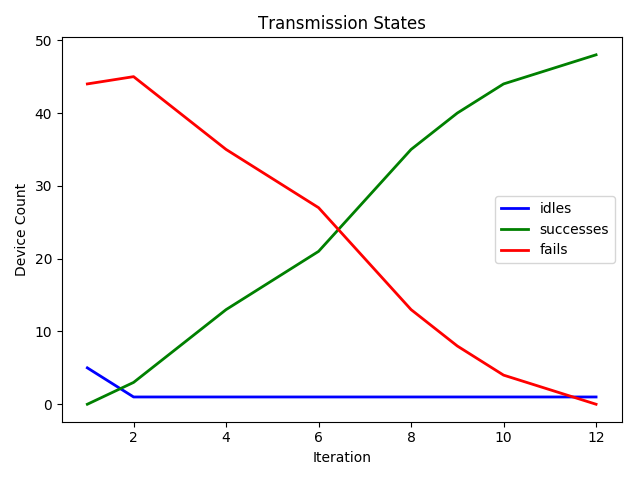 Transmission States
50
40
30
20
10
0
Device Count
idles
successes
fails
2 4 6 8 10 12
Iteration